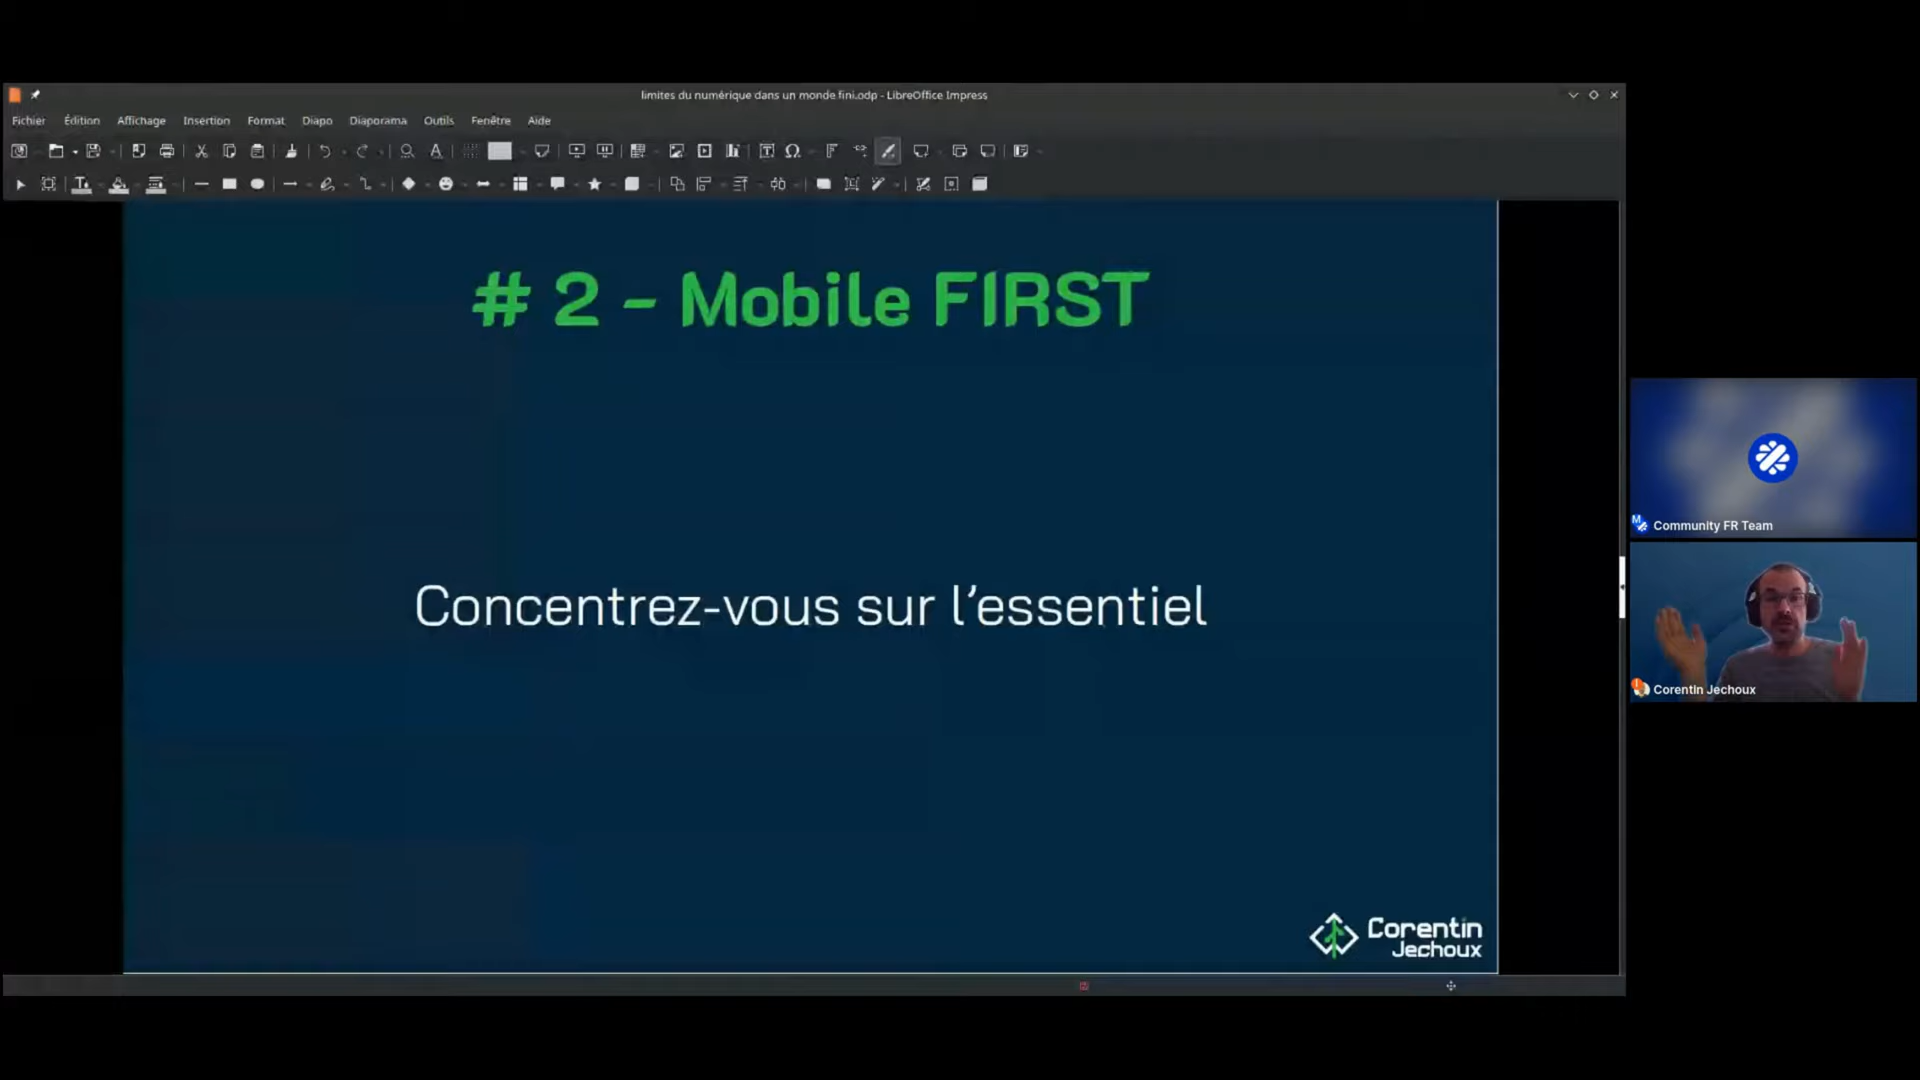 limites du numérique dans un monde fini.odp - LibreOffice Impress
Fichier Édition Affichage Insertion Format Diapo Diaporama Outils Fenêtre Aide
# 2 - Mobile FIRST
Concentrez-vous sur l’essentiel
Corentin
Jechoux
Community FR Team
Corentin Jechoux